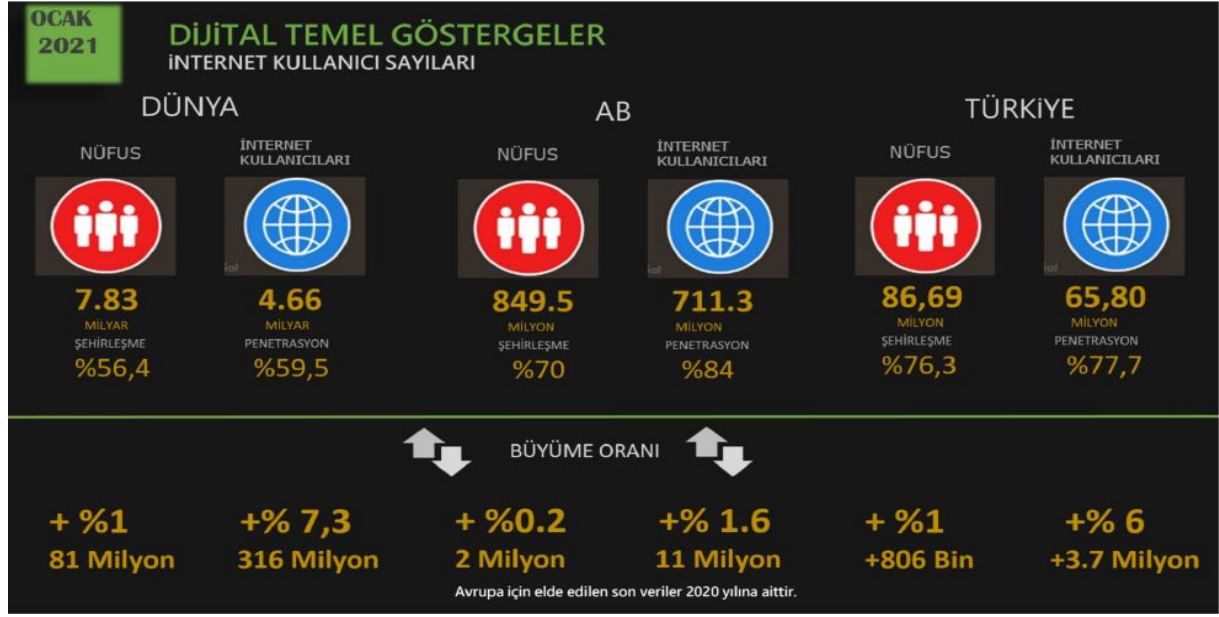 OCAK
2021
DİJİTAL TEMEL GÖSTERGELER
İNTERNET KULLANICI SAYILARI
DÜNYA
AB
TÜRKİYE
NÜFUS
İNTERNET
KULLANICILARI
NÜFUS
İNTERNET
KULLANICILARI
NÜFUS
İNTERNET
KULLANICILARI
7.83
MİLYAR
ŞEHİRLEŞME
%56,4
4.66
MİLYAR
PENETRASYON
%59,5
849.5
MİLYON
ŞEHİRLEŞME
%70
711.3
MİLYON
PENETRASYON
%84
86,69
MİLYON
ŞEHİRLEŞME
%76,3
65,80
MİLYON
PENETRASYON
%77,7
BÜYÜME ORANI
+ %1
81 Milyon
+% 7,3
316 Milyon
+ %0.2
2 Milyon
+% 1.6
11 Milyon
+ %1
+806 Bin
+% 6
+3.7 Milyon
Avrupa için elde edilen son veriler 2020 yılına aittir.